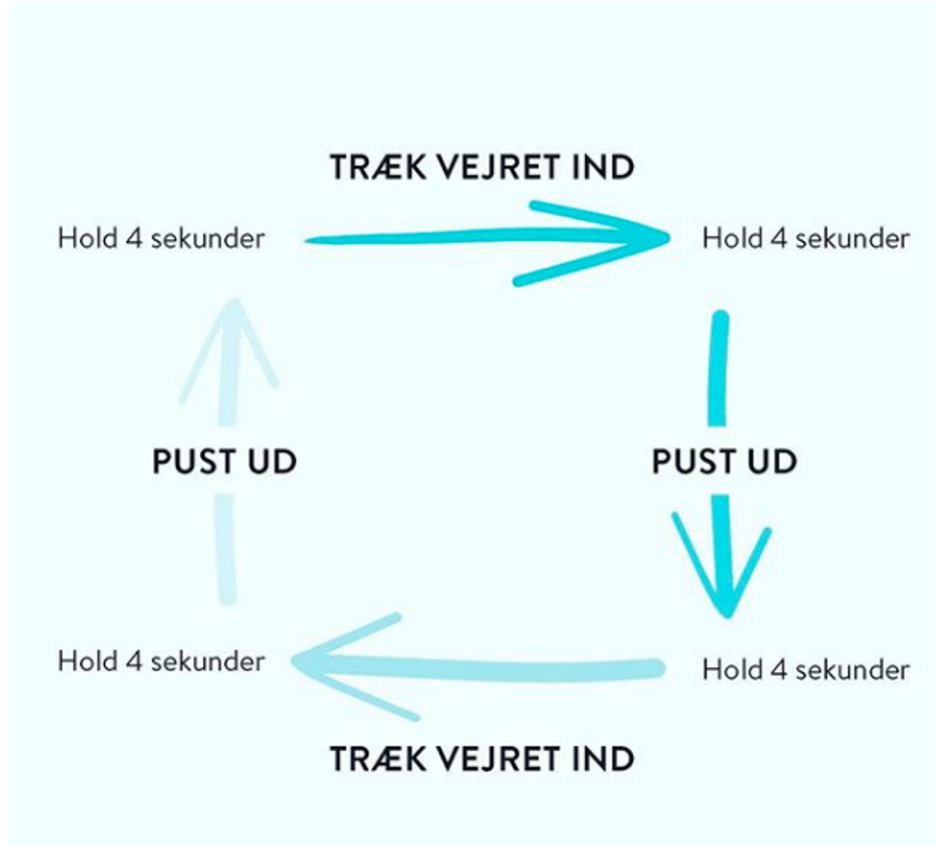 TRÆK VEJRET IND
Hold 4 sekunder
Hold 4 sekunder
PUST UD
PUST UD
Hold 4 sekunder
Hold 4 sekunder
TRÆK VEJRET IND